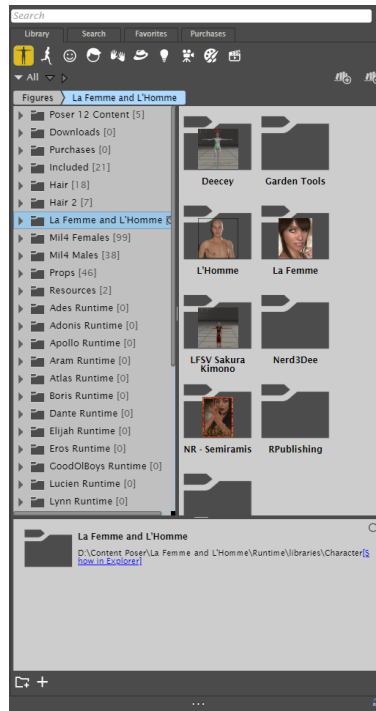 Search
Library Search Favorites Purchases
All
Figures La Femme and L'Homme
Poser 12 Content [5]
Downloads [0]
Purchases [0]
Included [21]
Hair [18]
Hair 2 [7]
La Femme and L'Homme
Mil4 Females [99]
Mil4 Males [38]
Props [46]
Resources [2]
Ades Runtime [0]
Adonis Runtime [0]
Apollo Runtime [0]
Aram Runtime [0]
Atlas Runtime [0]
Boris Runtime [0]
Dante Runtime [0]
Elijah Runtime [0]
Eros Runtime [0]
GoodOlBoys Runtime [0]
Lucien Runtime [0]
Lynn Runtime [0]
Deecey Garden Tools
L'Homme La Femme
LFSV Sakura Nerd3Dee
Kimono
NR - Semiramis RPublishing
La Femme and L'Homme
D:\Content Poser\La Femme and L'Homme\Runtime\libraries\Character[S
how in Explorer]
...